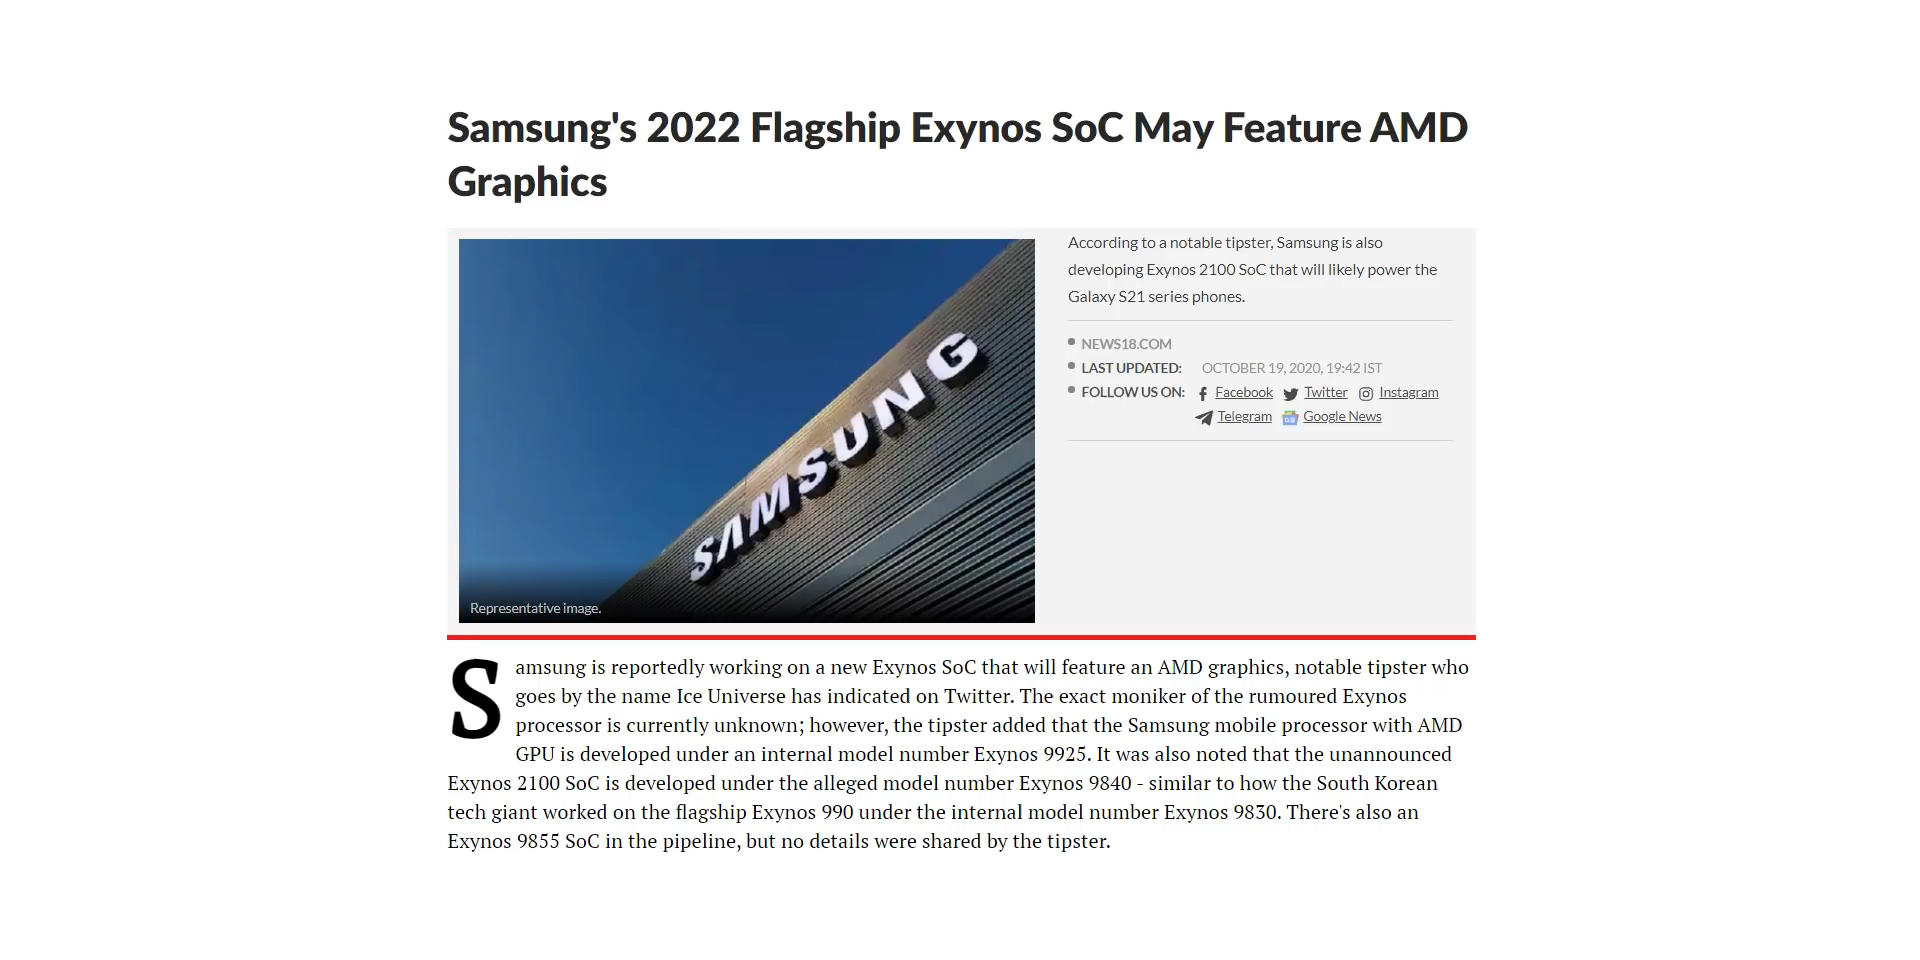 Samsung's 2022 Flagship Exynos SoC May Feature AMD
Graphics
SAMSUNG
Representative image.
According to a notable tipster, Samsung is also
developing Exynos 2100 SoC that will likely power the
Galaxy S21 series phones.
NEWS18.COM
LAST UPDATED: OCTOBER 19, 2020, 19:42 IST
FOLLOW US ON: Facebook Twitter Instagram
Telegram Google News
Samsung is reportedly working on a new Exynos SoC that will feature an AMD graphics, notable tipster who
goes by the name Ice Universe has indicated on Twitter. The exact moniker of the rumoured Exynos
processor is currently unknown; however, the tipster added that the Samsung mobile processor with AMD
GPU is developed under an internal model number Exynos 9925. It was also noted that the unannounced
Exynos 2100 SoC is developed under the alleged model number Exynos 9840 - similar to how the South Korean
tech giant worked on the flagship Exynos 990 under the internal model number Exynos 9830. There's also an
Exynos 9855 SoC in the pipeline, but no details were shared by the tipster.